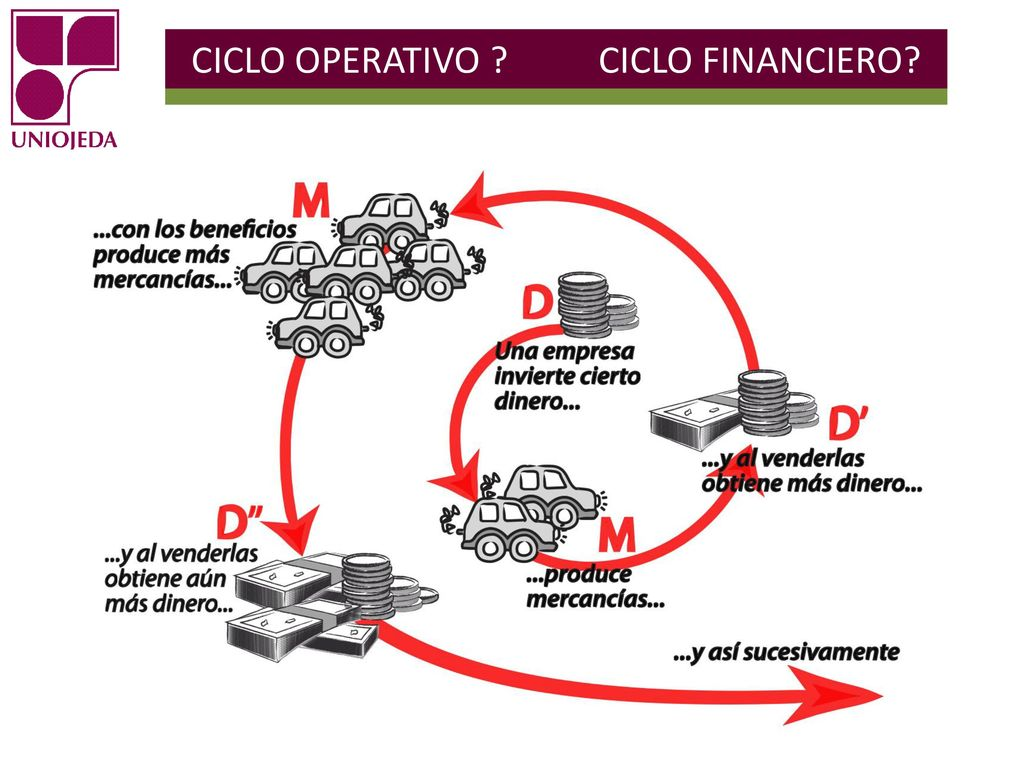 UNIOJEDA
CICLO OPERATIVO ? CICLO FINANCIERO?
D
Una empresa
invierte cierto
dinero...
M
...produce
mercancías...
D’
...y al venderlas
obtiene más dinero...
M
...con los beneficios
produce más
mercancías...
D’’
...y al venderlas
obtiene aún
más dinero...
...y así sucesivamente